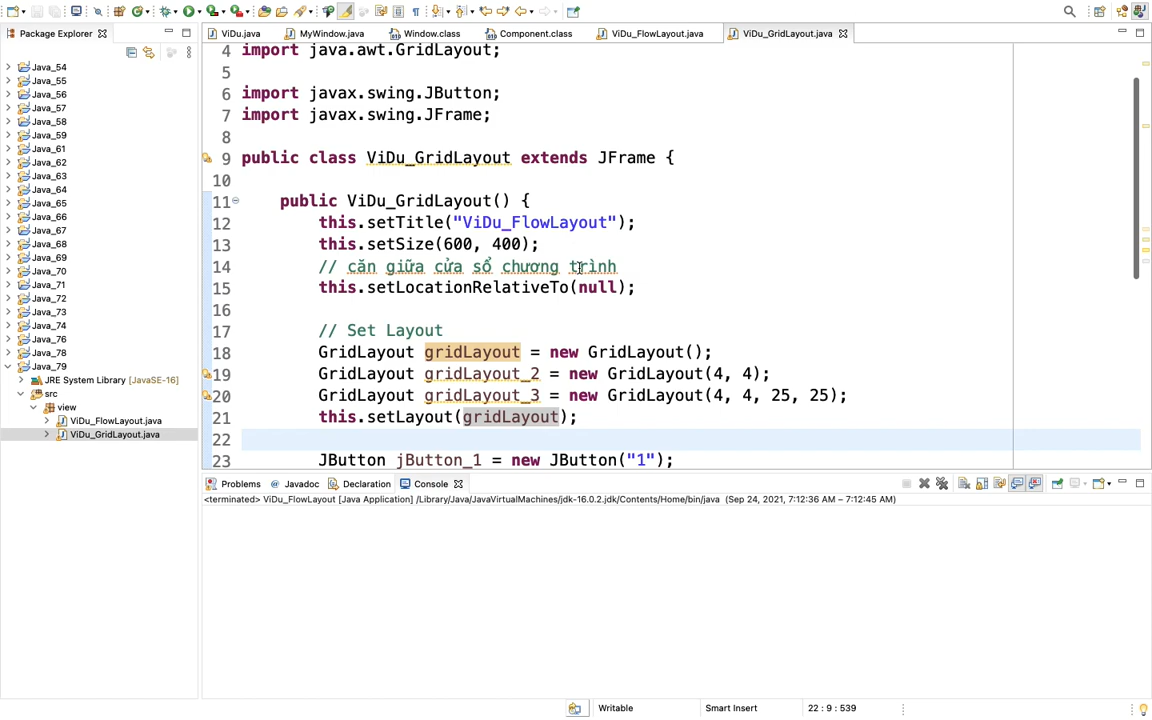 ViDu.java
MyWindow.java
Window.class
Component.class
ViDu_FlowLayout.java
ViDu_GridLayout.java
Package Explorer
Java_54
Java_55
Java_56
Java_57
Java_58
Java_59
Java_61
Java_62
Java_63
Java_64
Java_65
Java_66
Java_67
Java_68
Java_69
Java_70
Java_71
Java_72
Java_73
Java_74
Java_76
Java_78
Java_79
JRE System Library [JavaSE-16]
src
view
ViDu_FlowLayout.java
ViDu_GridLayout.java
4 import java.awt.GridLayout;
5
6 import javax.swing.JButton;
7 import javax.swing.JFrame;
8
9 public class ViDu_GridLayout extends JFrame {
10
11 public ViDu_GridLayout() {
12 this.setTitle("ViDu_FlowLayout");
13 this.setSize(600, 400);
14 // căn giữa cửa sổ chương trình
15 this.setLocationRelativeTo(null);
16
17 // Set Layout
18 GridLayout gridLayout = new GridLayout();
19 GridLayout gridLayout_2 = new GridLayout(4, 4);
20 GridLayout gridLayout_3 = new GridLayout(4, 4, 25, 25);
21 this.setLayout(gridLayout);
22
23 JButton jButton_1 = new JButton("1");
Problems @ Javadoc Declaration Console
<terminated> ViDu_FlowLayout [Java Application] /Library/Java/JavaVirtualMachines/jdk-16.0.2.jdk/Contents/Home/bin/java (Sep 24, 2021, 7:12:36 AM – 7:12:45 AM)
Writable
Smart Insert
22 : 9 : 539